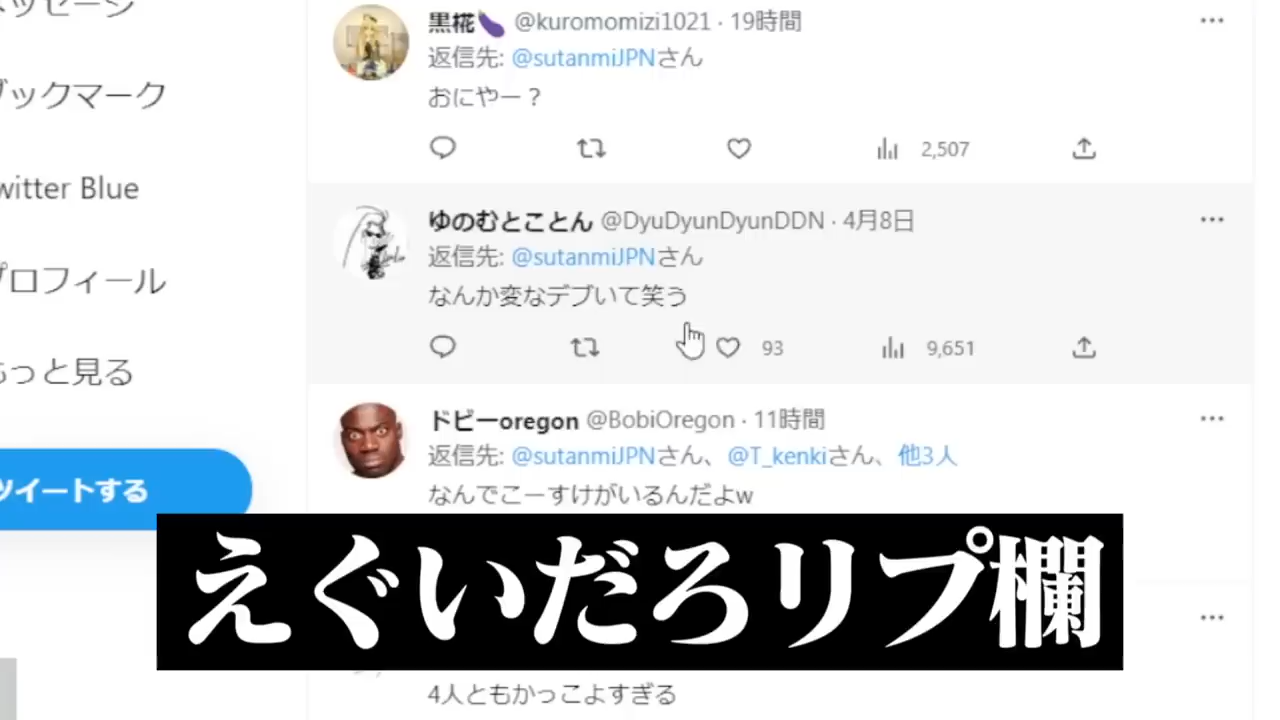 メッセージ
ブックマーク
witter Blue
プロフィール
もっと見る
ツイートする
黒椛🍆 @kuromomizi1021 · 19時間
返信先: @sutanmiJPNさん
おにやー？
2,507
ゆのむとことん @DyuDyunDyunDDN · 4月8日
返信先: @sutanmiJPNさん
なんか変なデブいて笑う
93 9,651
ドビーoregon @BobiOregon · 11時間
返信先: @sutanmiJPNさん、@T_kenkiさん、他3人
なんでこーすけがいるんだよw
えぐいだろリプ欄
4人ともかっこよすぎる